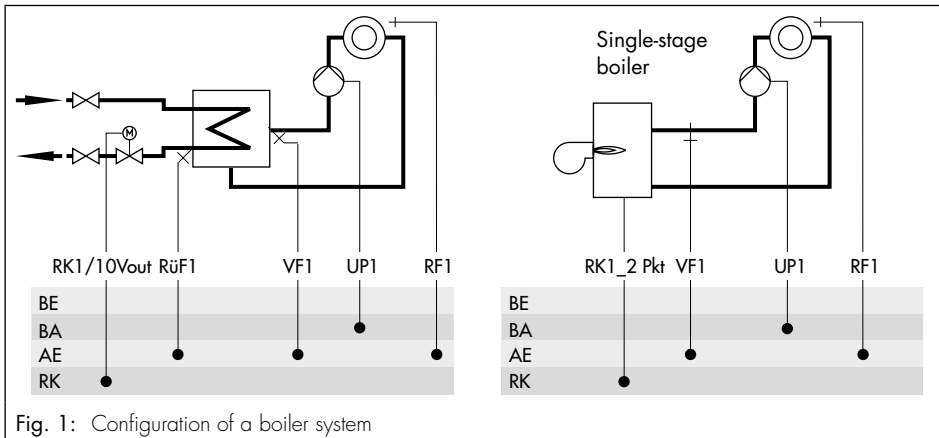 Single-stage
boiler
M
RK1/10Vout RüF1 VF1 UP1 RF1
RK1_2 Pkt VF1 UP1 RF1
BE
BA
AE
RK
BE
BA
AE
RK
Fig. 1: Configuration of a boiler system